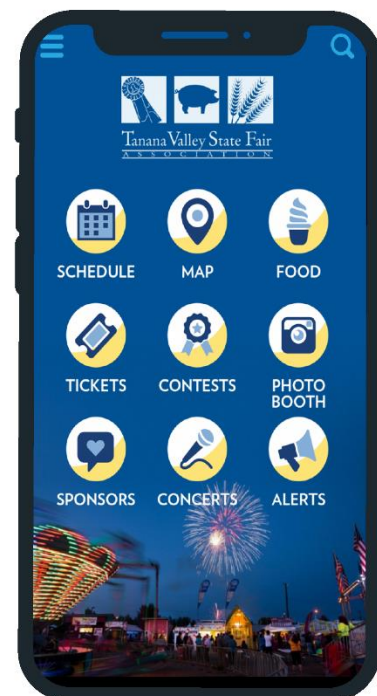 Tanana Valley State Fair
ASSOCIATION
SCHEDULE
MAP
FOOD
TICKETS
CONTESTS
PHOTO
BOOTH
SPONSORS
CONCERTS
ALERTS